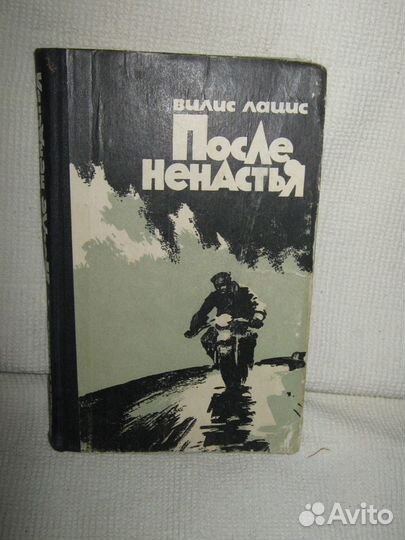 Вилис Лацис
После
ненастья
Avito